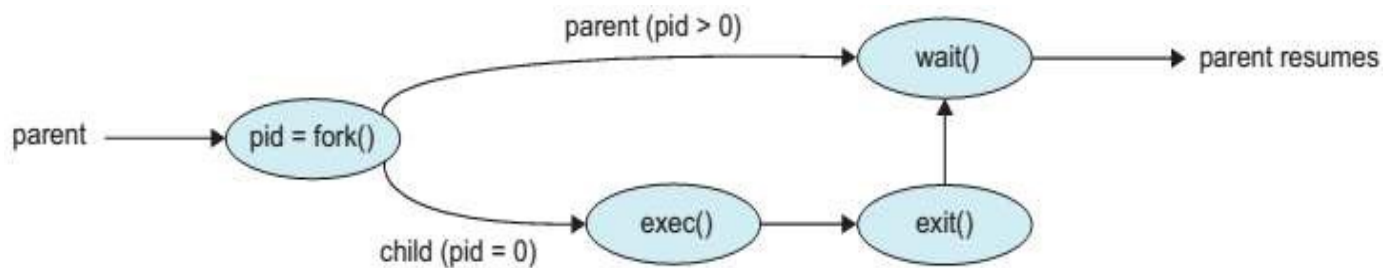 parent (pid > 0)
wait()
parent resumes
parent
pid = fork()
exec()
exit()
child (pid = 0)